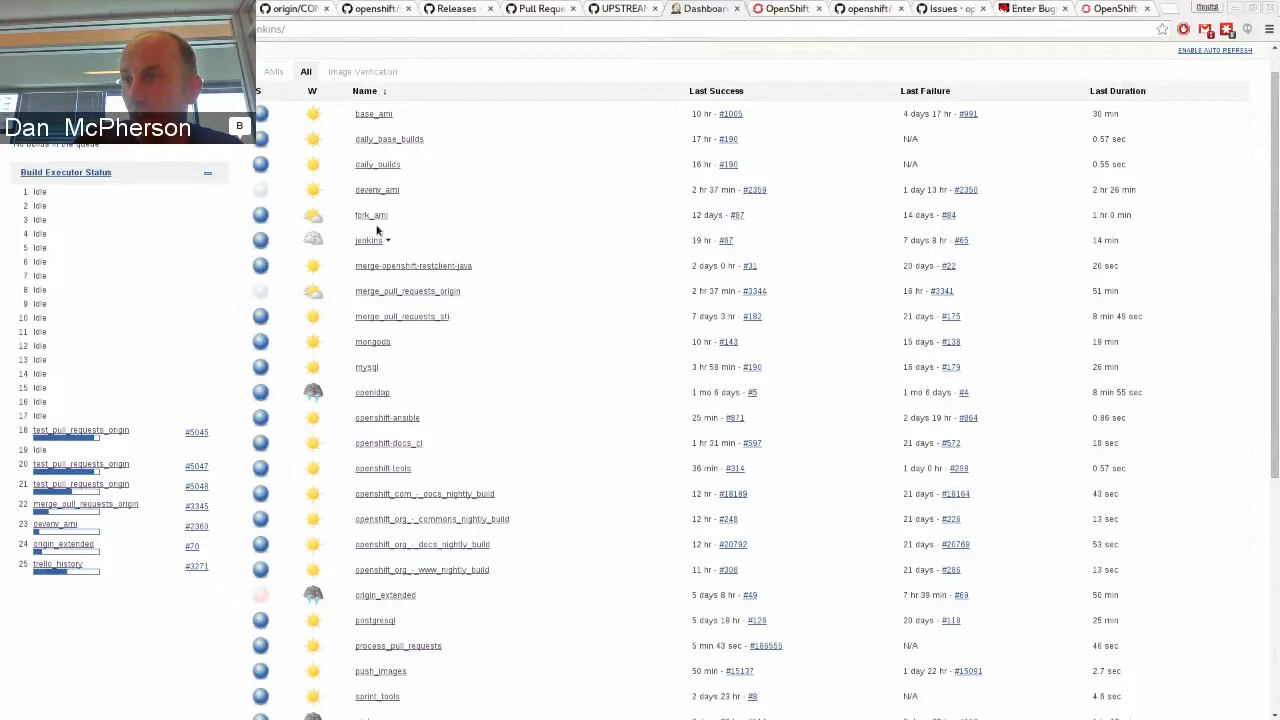 origin/CO
openshift/
Releases ·
Pull Reque
UPSTREA
Dashboar
OpenShift
openshift/
Issues · o
Enter Bug
OpenShift
Daniel
nkins/
ENABLE AUTO REFRESH
AMIs All Image Verification
S W Name ↓ Last Success Last Failure Last Duration
Dan McPherson B
No builds in the queue
Build Executor Status
1 Idle
2 Idle
3 Idle
4 Idle
5 Idle
6 Idle
7 Idle
8 Idle
9 Idle
10 Idle
11 Idle
12 Idle
13 Idle
14 Idle
15 Idle
16 Idle
17 Idle
18 test_pull_requests_origin #5045
19 Idle
20 test_pull_requests_origin #5047
21 test_pull_requests_origin #5048
22 merge_pull_requests_origin #3345
23 devenv_ami #2360
24 origin_extended #70
25 trello_history #3271
base_ami 10 hr - #1005 4 days 17 hr - #991 30 min
daily_base_builds 17 hr - #190 N/A 0.57 sec
daily_builds 16 hr - #190 N/A 0.55 sec
devenv_ami 2 hr 37 min - #2359 1 day 13 hr - #2350 2 hr 26 min
fork_ami 12 days - #87 14 days - #84 1 hr 0 min
jenkins 19 hr - #67 7 days 8 hr - #65 14 min
merge-openshift-restclient-java 2 days 0 hr - #31 20 days - #22 26 sec
merge_pull_requests_origin 2 hr 37 min - #3344 16 hr - #3341 51 min
merge_pull_requests_sti 7 days 3 hr - #182 21 days - #175 8 min 49 sec
mongodb 10 hr - #143 15 days - #138 19 min
mysql 3 hr 58 min - #190 16 days - #179 26 min
openldap 1 mo 6 days - #5 1 mo 6 days - #4 8 min 55 sec
openshift-ansible 25 min - #871 2 days 19 hr - #864 0.86 sec
openshift-docs_ci 1 hr 31 min - #597 21 days - #572 18 sec
openshift-tools 36 min - #314 1 day 0 hr - #298 0.57 sec
openshift_com_-_docs_nightly_build 12 hr - #18189 21 days - #18164 43 sec
openshift_org_-_commons_nightly_build 12 hr - #248 21 days - #226 13 sec
openshift_org_-_docs_nightly_build 12 hr - #20792 21 days - #20768 53 sec
openshift_org_-_www_nightly_build 11 hr - #308 21 days - #286 13 sec
origin_extended 5 days 8 hr - #49 7 hr 39 min - #69 50 min
postgresql 5 days 18 hr - #126 20 days - #118 25 min
process_pull_requests 5 min 43 sec - #186555 N/A 46 sec
push_images 50 min - #15137 1 day 22 hr - #15091 2.7 sec
sprint_tools 2 days 23 hr - #8 N/A 4.6 sec